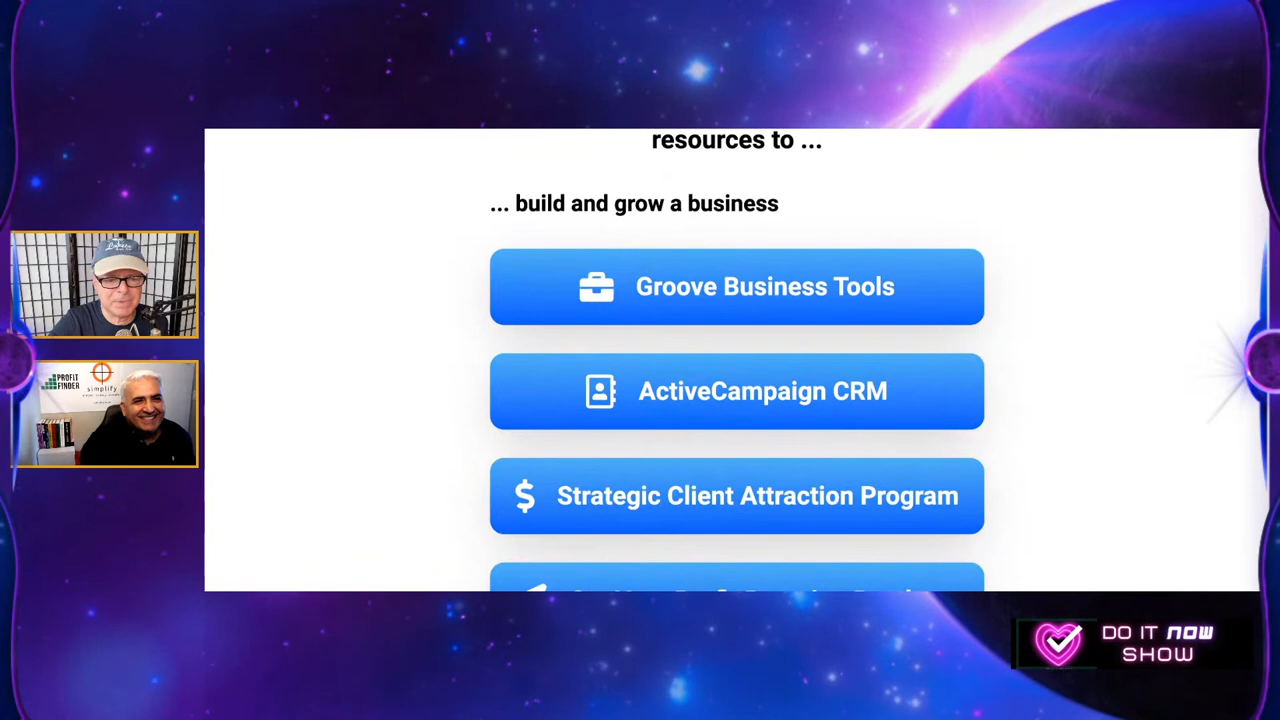 resources to ...
... build and grow a business
Groove Business Tools
ActiveCampaign CRM
Strategic Client Attraction Program
PROFIT
FINDER
simplify
DO IT NOW
SHOW